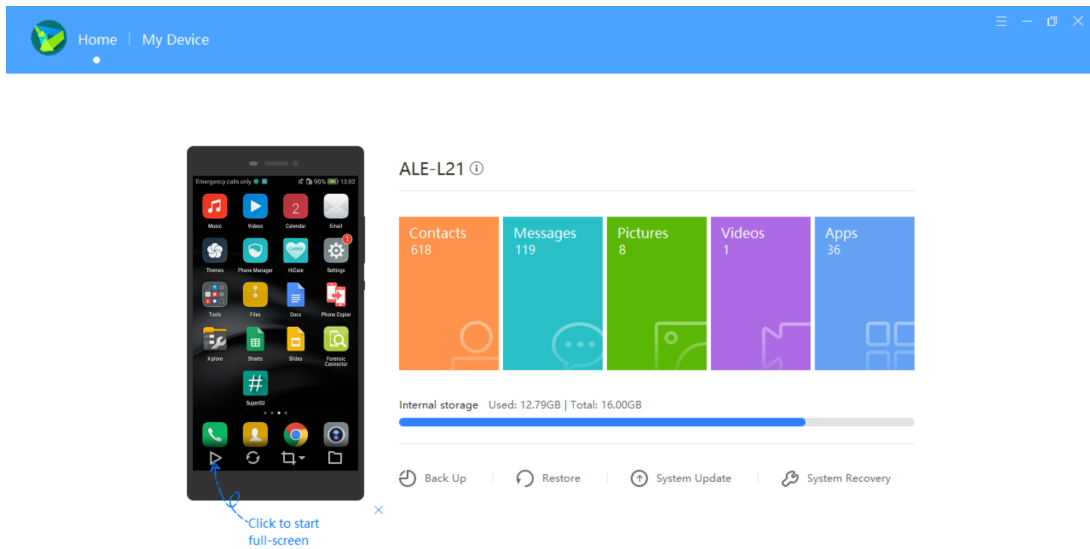 Home | My Device
ALE-L21
Emergency calls only
90% 13:02
2
Music Videos Calendar Email
1
Themes Phone Manager HiCare Settings
Tools Files Docs Phone Copier
X-plore Sheets Slides Forensic Connector
#
SuperSU
Contacts
618
Messages
119
Pictures
8
Videos
1
Apps
36
Internal storage Used: 12.79GB | Total: 16.00GB
Back Up Restore System Update System Recovery
Click to start
full-screen